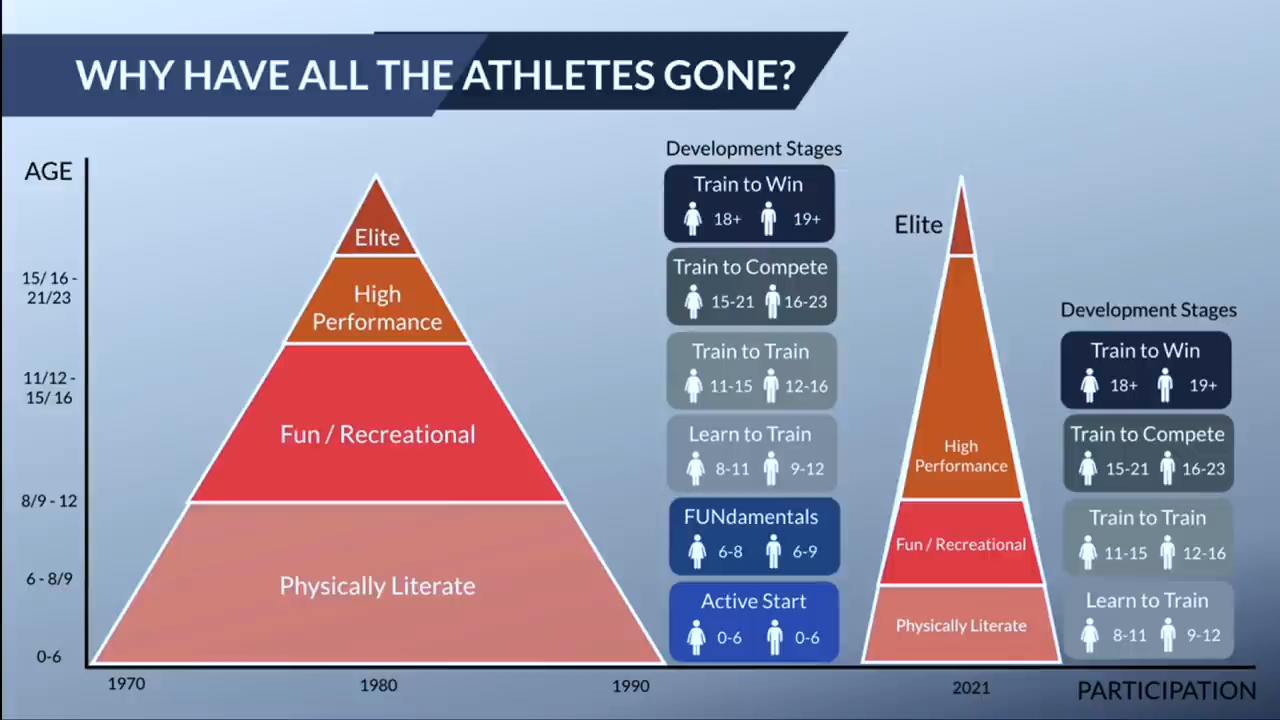 WHY HAVE ALL THE ATHLETES GONE?
AGE
15/ 16 -
21/23
11/12 -
15/ 16
8/9 - 12
6 - 8/9
0-6
Elite
High
Performance
Fun / Recreational
Physically Literate
1970
1980
1990
Development Stages
Train to Win
18+ 19+
Train to Compete
15-21 16-23
Train to Train
11-15 12-16
Learn to Train
8-11 9-12
FUNdamentals
6-8 6-9
Active Start
0-6 0-6
Elite
High
Performance
Fun / Recreational
Physically Literate
2021
Development Stages
Train to Win
18+ 19+
Train to Compete
15-21 16-23
Train to Train
11-15 12-16
Learn to Train
8-11 9-12
PARTICIPATION